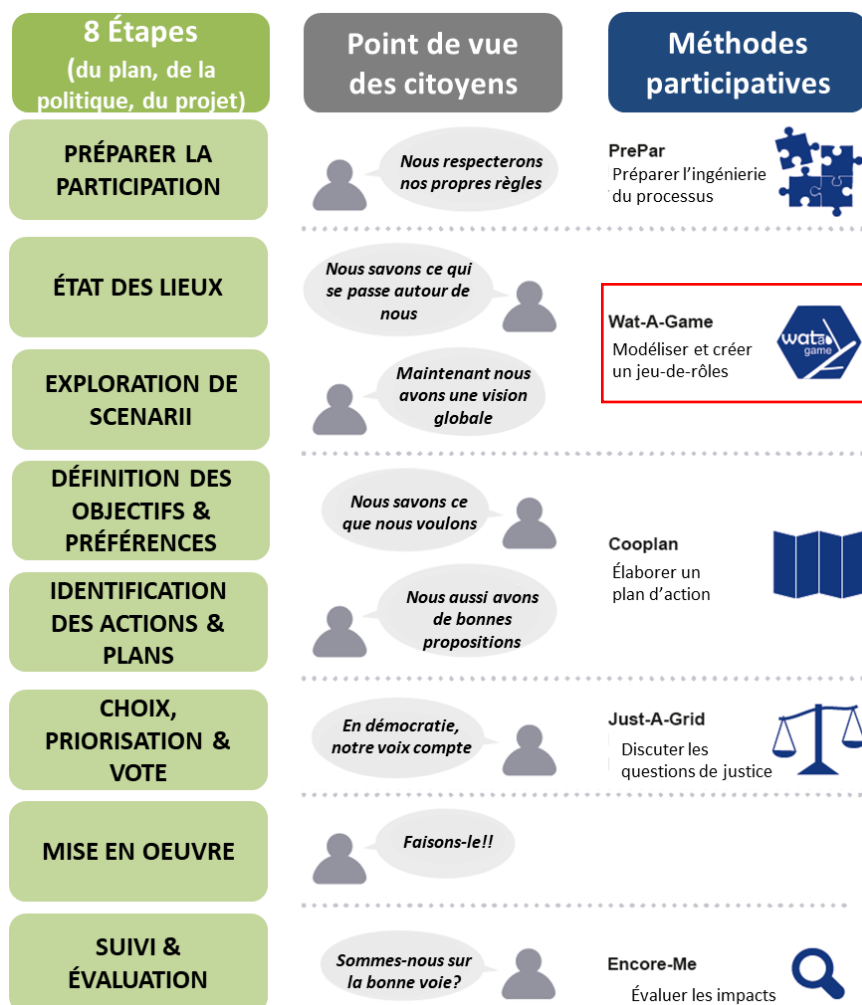 8 Étapes
(du plan, de la
politique, du projet)
Point de vue
des citoyens
Méthodes
participatives
PRÉPARER LA
PARTICIPATION
Nous respecterons
nos propres règles
PrePar
Préparer l'ingénierie
du processus
ÉTAT DES LIEUX
Nous savons ce qui
se passe autour de
nous
Wat-A-Game
Modéliser et créer
un jeu-de-rôles
wata
game
EXPLORATION DE
SCENARII
Maintenant nous
avons une vision
globale
DÉFINITION DES
OBJECTIFS &
PRÉFÉRENCES
Nous savons ce
que nous voulons
Cooplan
Élaborer un
plan d'action
IDENTIFICATION
DES ACTIONS &
PLANS
Nous aussi avons
de bonnes
propositions
CHOIX,
PRIORISATION &
VOTE
En démocratie,
notre voix compte
Just-A-Grid
Discuter les
questions de justice
MISE EN OEUVRE
Faisons-le!!
SUIVI &
ÉVALUATION
Sommes-nous sur
la bonne voie?
Encore-Me
Évaluer les impacts